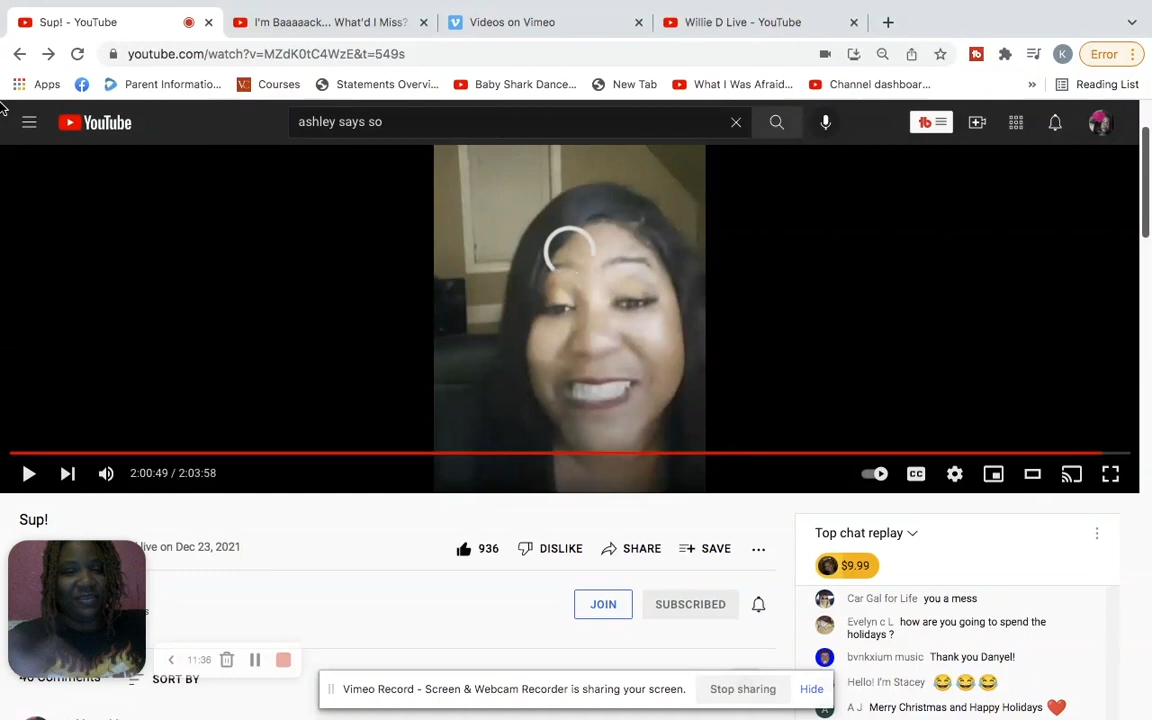 Sup! - YouTube
I'm Baaaaack... What'd I Miss?
Videos on Vimeo
Willie D Live - YouTube
youtube.com/watch?v=MZdK0tC4WzE&t=549s
K
Error
Apps
Parent Informatio...
VC Courses
Statements Overvi...
Baby Shark Dance...
New Tab
What I Was Afraid...
Channel dashboar...
»
Reading List
YouTube
ashley says so
tb
2:00:49 / 2:03:58
CC
Sup!
live on Dec 23, 2021
936
DISLIKE
SHARE
SAVE
JOIN
SUBSCRIBED
Top chat replay
$9.99
Car Gal for Life you a mess
Evelyn c L how are you going to spend the
holidays ?
bvnkxium music Thank you Danyel!
Hello! I'm Stacey 😂😂😂
A J Merry Christmas and Happy Holidays ❤️
11:36
SORT BY
Vimeo Record - Screen & Webcam Recorder is sharing your screen.
Stop sharing
Hide